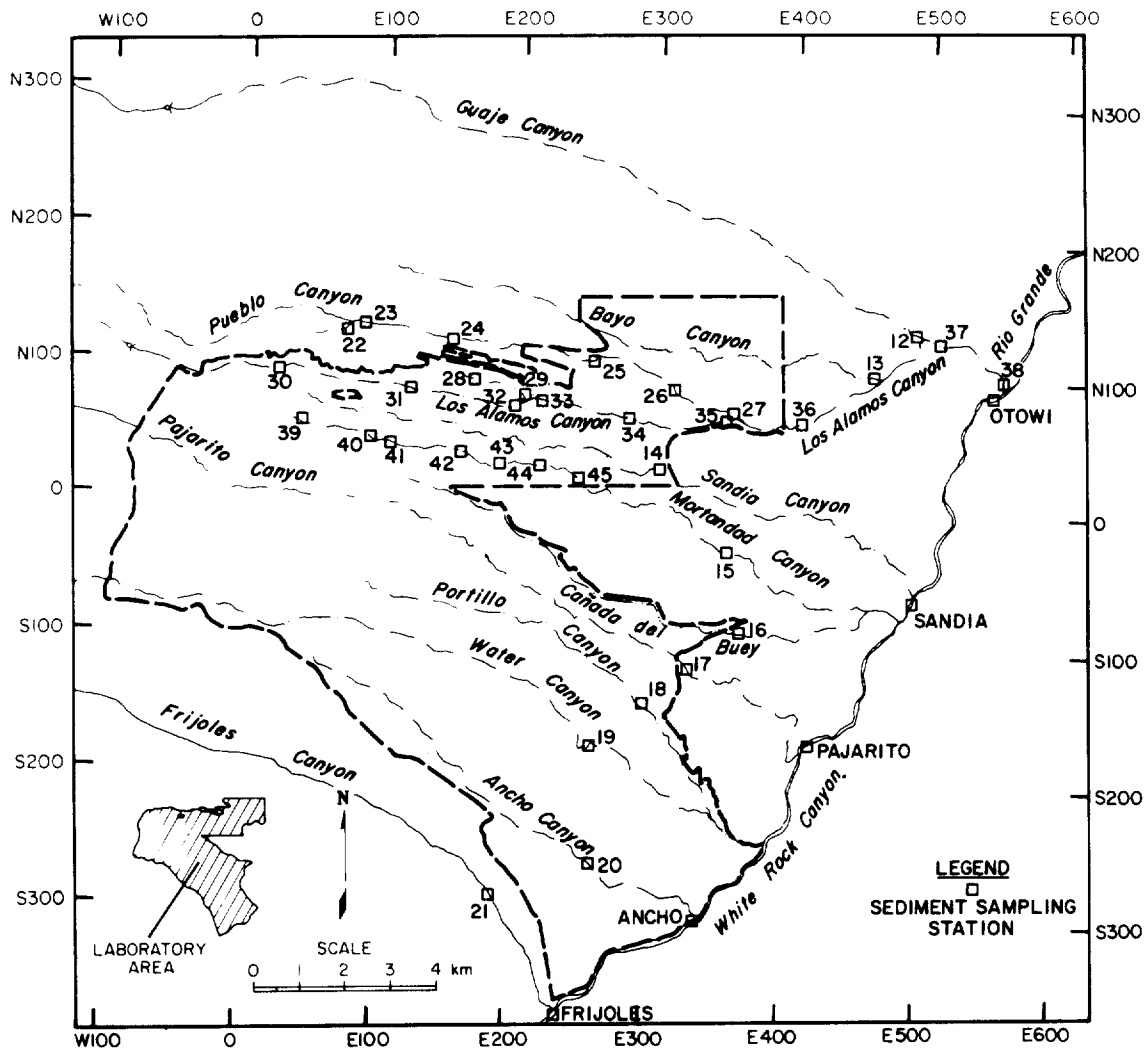 W100 0 E100 E200 E300 E400 E500 E600
N300
N300
Guaje Canyon
N200
N200
Rio Grande
Pueblo Canyon
23
22
24
Bayo Canyon
12
37
N100
30
28
29
25
13
38
N100
31
32
33
26
OTOWI
39
Los Alamos Canyon
34
35
27
36
Los Alamos Canyon
Pajarito Canyon
40
41
42
43
44
45
14
Sandia Canyon
0
0
Mortandad Canyon
15
Portillo Canyon
Cañada del Buey
16
SANDIA
S100
S100
Water Canyon
17
18
Frijoles Canyon
19
PAJARITO
S200
S200
Ancho Canyon
N
White Rock Canyon.
20
LEGEND
SEDIMENT SAMPLING
STATION
S300
21
ANCHO
S300
LABORATORY
AREA
SCALE
0 1 2 3 4 km
FRIJOLES
W100 0 E100 E200 E300 E400 E500 E600